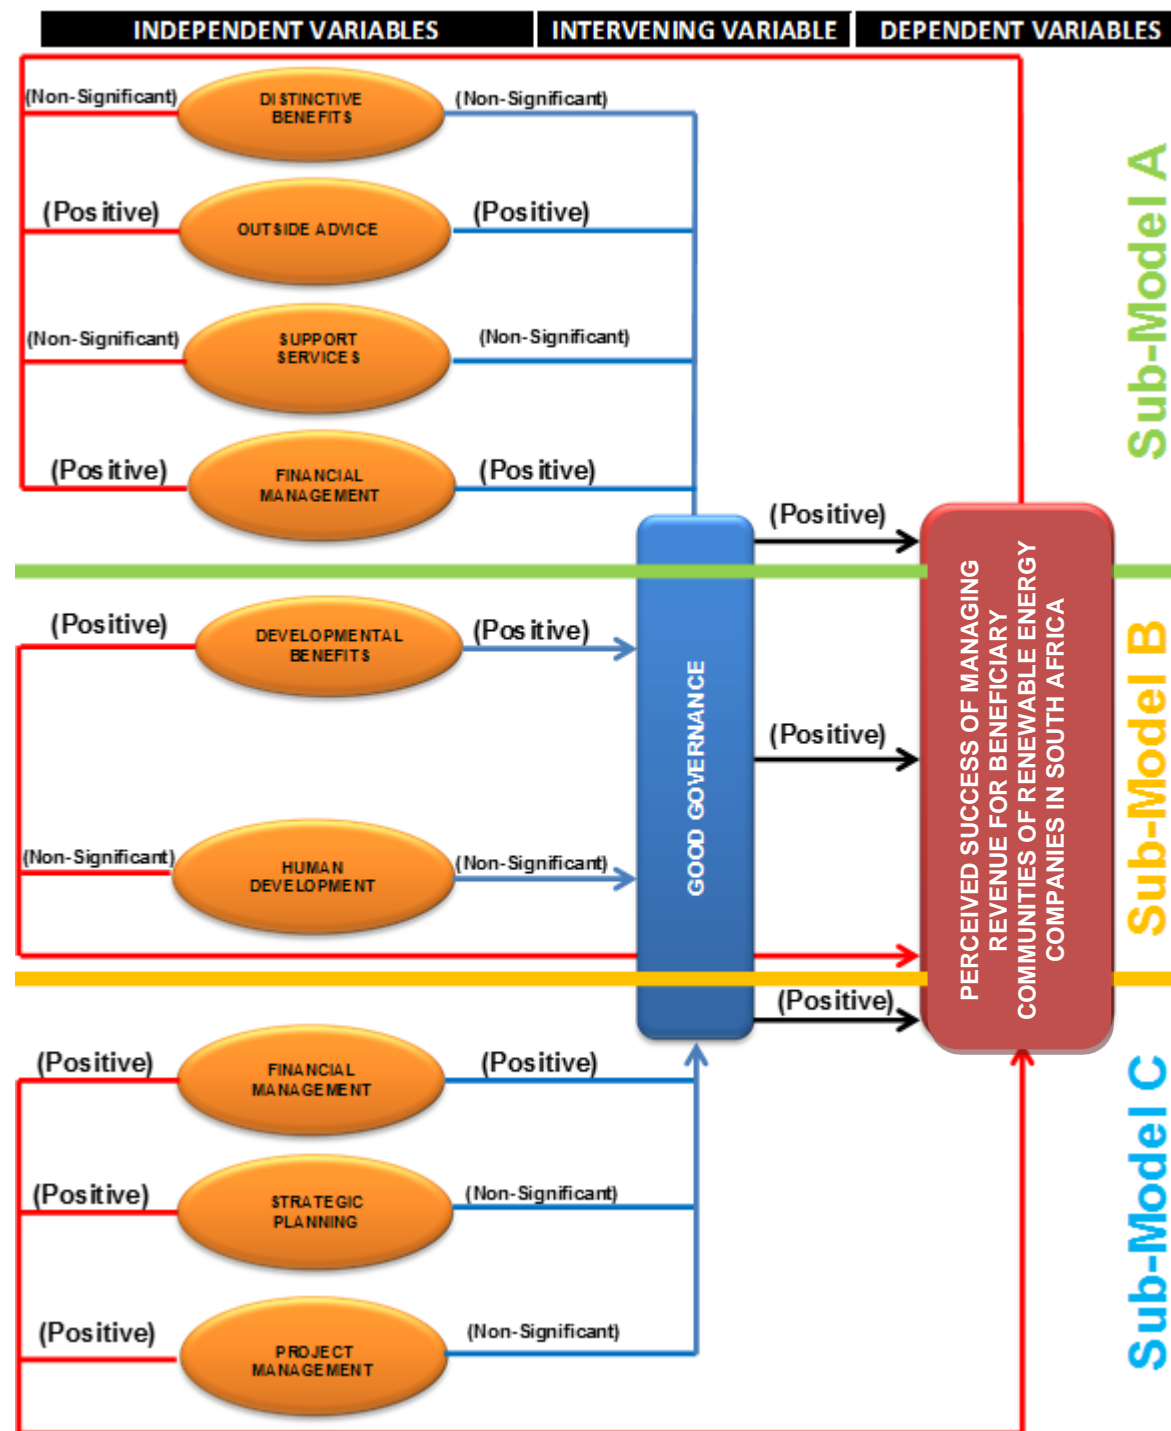 INDEPENDENT VARIABLES
INTERVENING VARIABLE
DEPENDENT VARIABLES
(Non-Significant)
DISTINCTIVE
BENEFITS
(Non-Significant)
(Positive)
OUTSIDE ADVICE
(Positive)
(Non-Significant)
SUPPORT
SERVICES
(Non-Significant)
(Positive)
FINANCIAL
MANAGEMENT
(Positive)
(Positive)
Sub-Model A
(Positive)
DEVELOPMENTAL
BENEFITS
(Positive)
(Positive)
(Non-Significant)
HUMAN
DEVELOPMENT
(Non-Significant)
GOOD GOVERNANCE
PERCEIVED SUCCESS OF MANAGING
REVENUE FOR BENEFICIARY
COMMUNITIES OF RENEWABLE ENERGY
COMPANIES IN SOUTH AFRICA
Sub-Model B
(Positive)
(Positive)
FINANCIAL
MANAGEMENT
(Positive)
(Positive)
STRATEGIC
PLANNING
(Non-Significant)
(Positive)
PROJECT
MANAGEMENT
(Non-Significant)
Sub-Model C